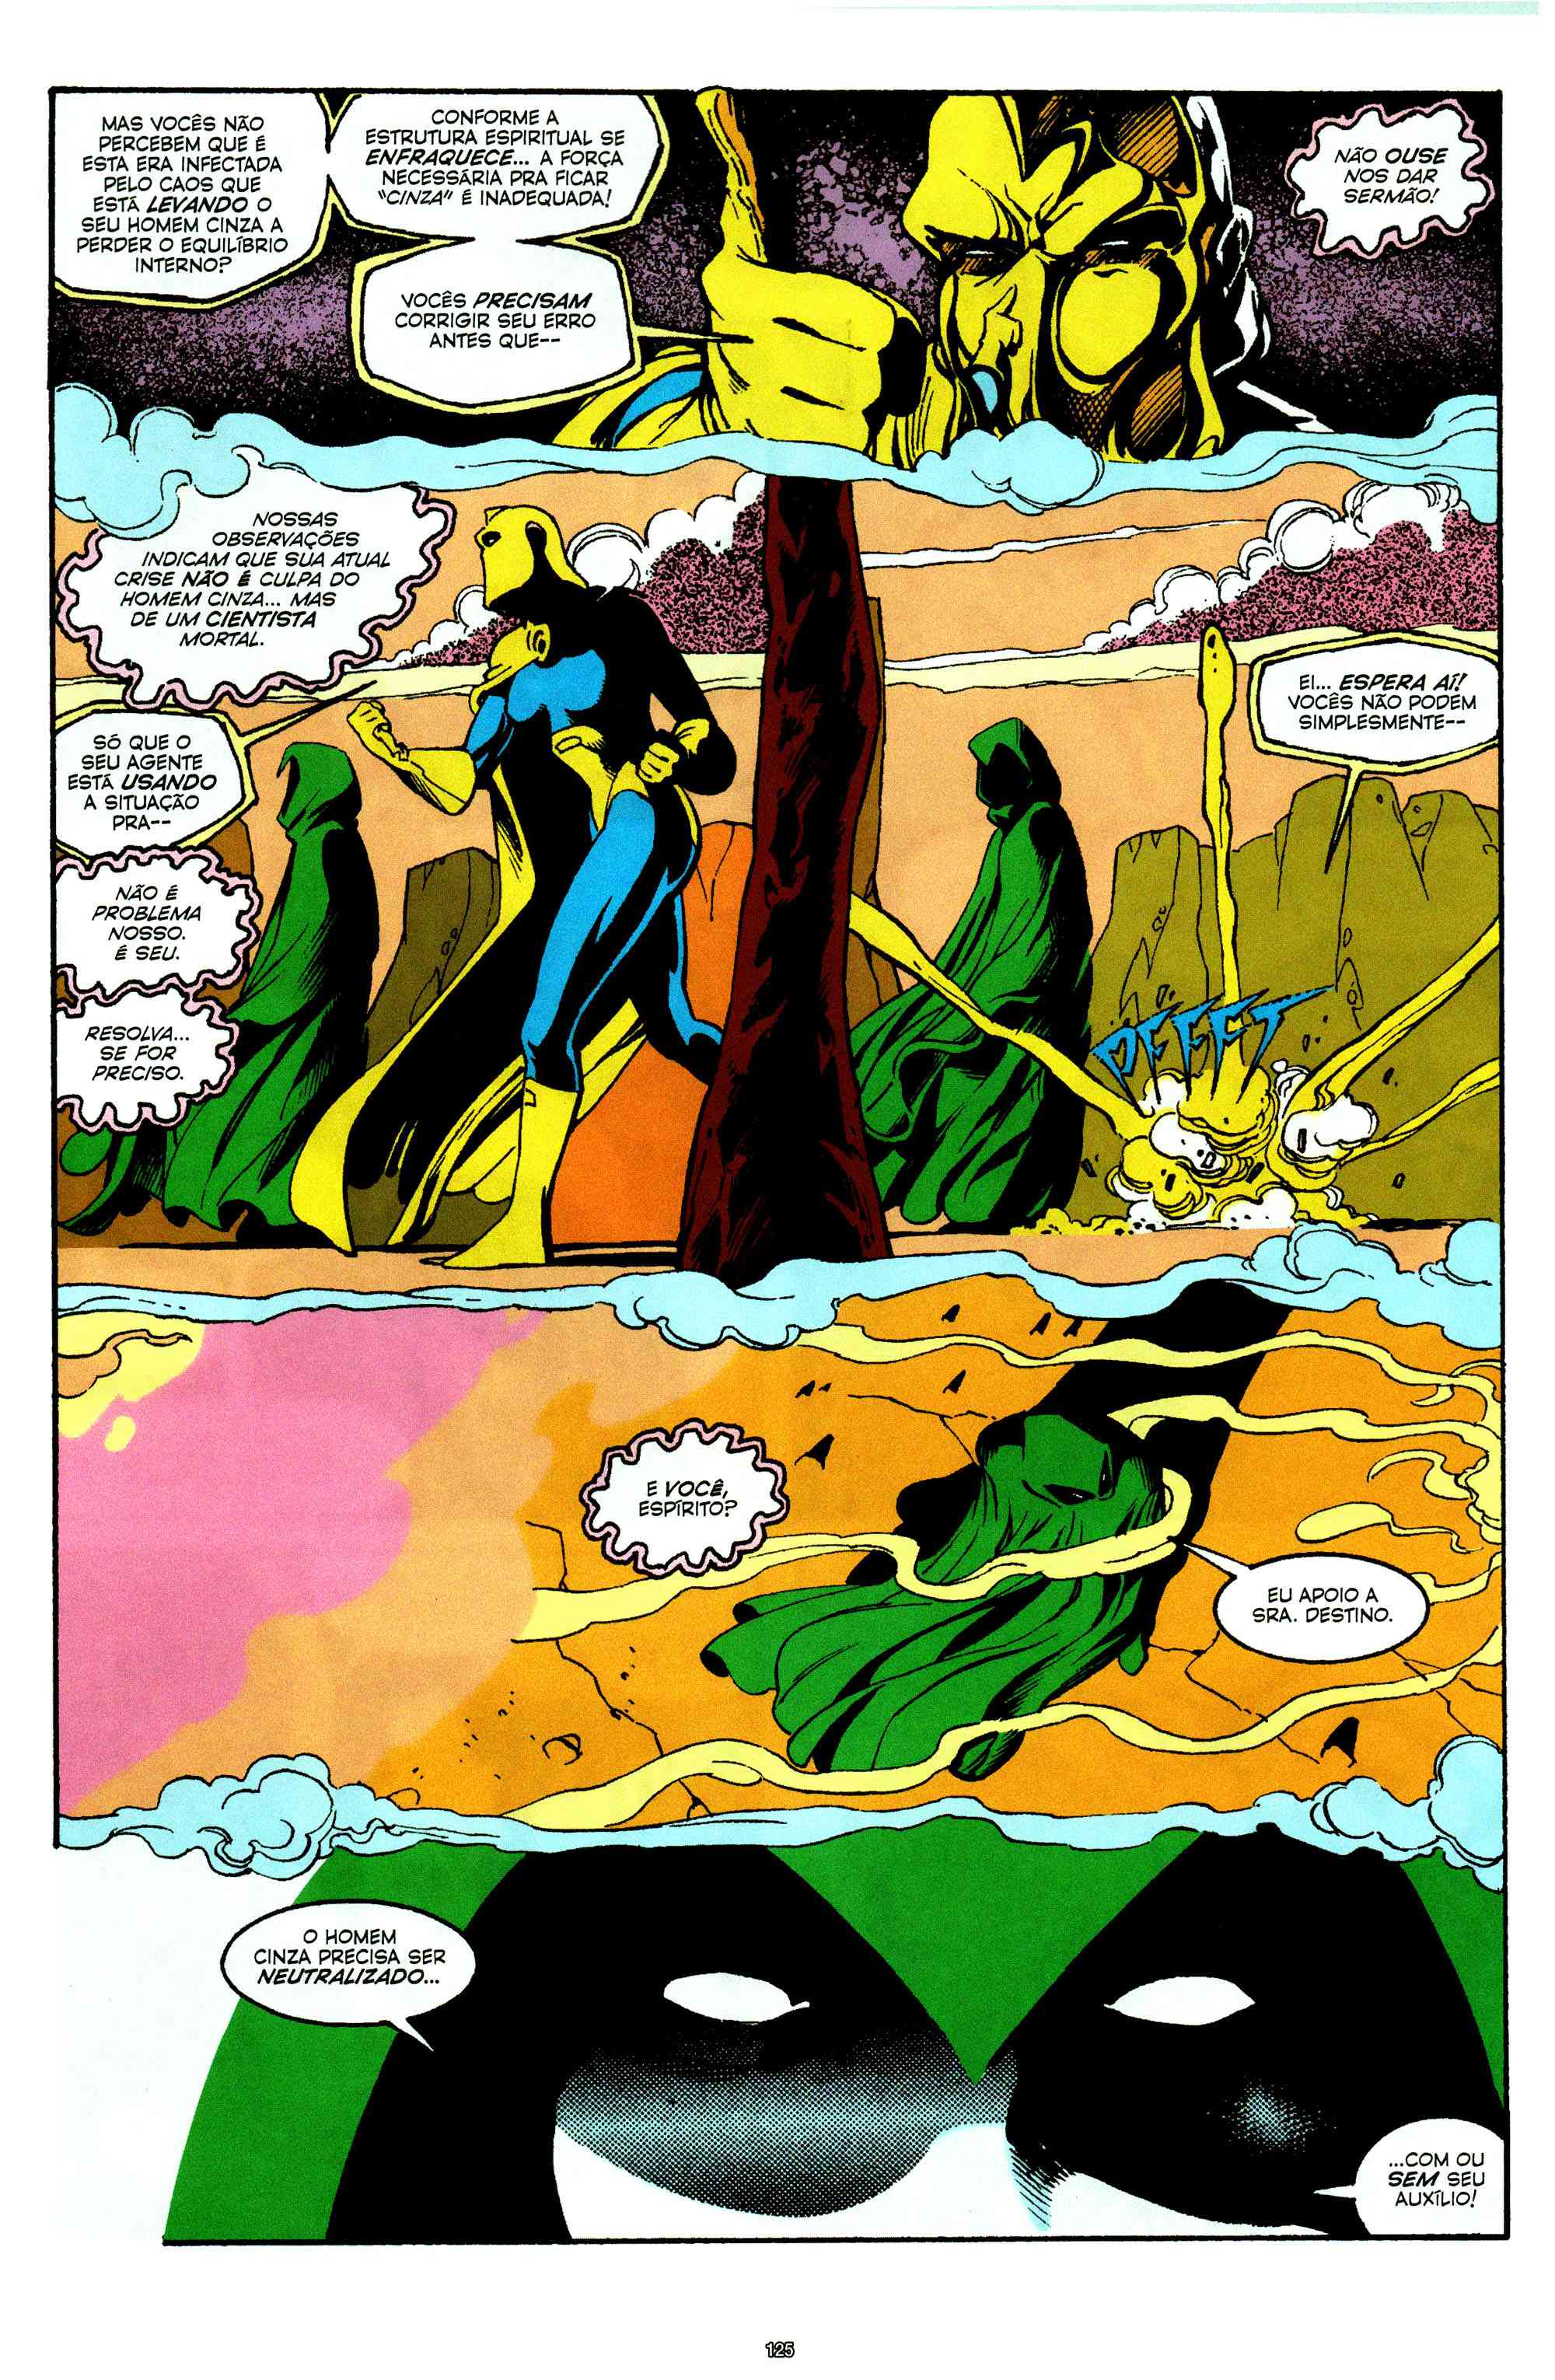 MAS VOCÊS NÃO
PERCEBEM QUE É
ESTA ERA INFECTADA
PELO CAOS QUE
ESTÁ LEVANDO O
SEU HOMEM CINZA A
PERDER O EQUILÍBRIO
INTERNO?
CONFORME A
ESTRUTURA ESPIRITUAL SE
ENFRAQUECE... A FORÇA
NECESSÁRIA PRA FICAR
"CINZA" É INADEQUADA!
VOCÊS PRECISAM
CORRIGIR SEU ERRO
ANTES QUE--
NÃO OUSE
NOS DAR
SERMÃO!
NOSSAS
OBSERVAÇÕES
INDICAM QUE SUA ATUAL
CRISE NÃO É CULPA DO
HOMEM CINZA... MAS
DE UM CIENTISTA
MORTAL.
SÓ QUE O
SEU AGENTE
ESTÁ USANDO
A SITUAÇÃO
PRA--
NÃO É
PROBLEMA
NOSSO.
É SEU.
RESOLVA...
SE FOR
PRECISO.
EI... ESPERA AÍ!
VOCÊS NÃO PODEM
SIMPLESMENTE--
PFFFT
E VOCÊ,
ESPÍRITO?
EU APOIO A
SRA. DESTINO.
O HOMEM
CINZA PRECISA SER
NEUTRALIZADO...
...COM OU
SEM SEU
AUXÍLIO!
125